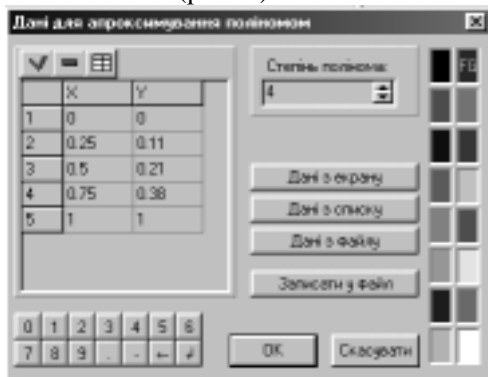 Дані для апроксимування поліномом
Степінь полінома:
4
X Y
1 0 0
2 0.25 0.11
3 0.5 0.21
4 0.75 0.38
5 1 1
FG
Дані з екрану
Дані з списку
Дані з файлу
Записати у файл
0 1 2 3 4 5 6
7 8 9 . - ← ↲
OK Скасувати